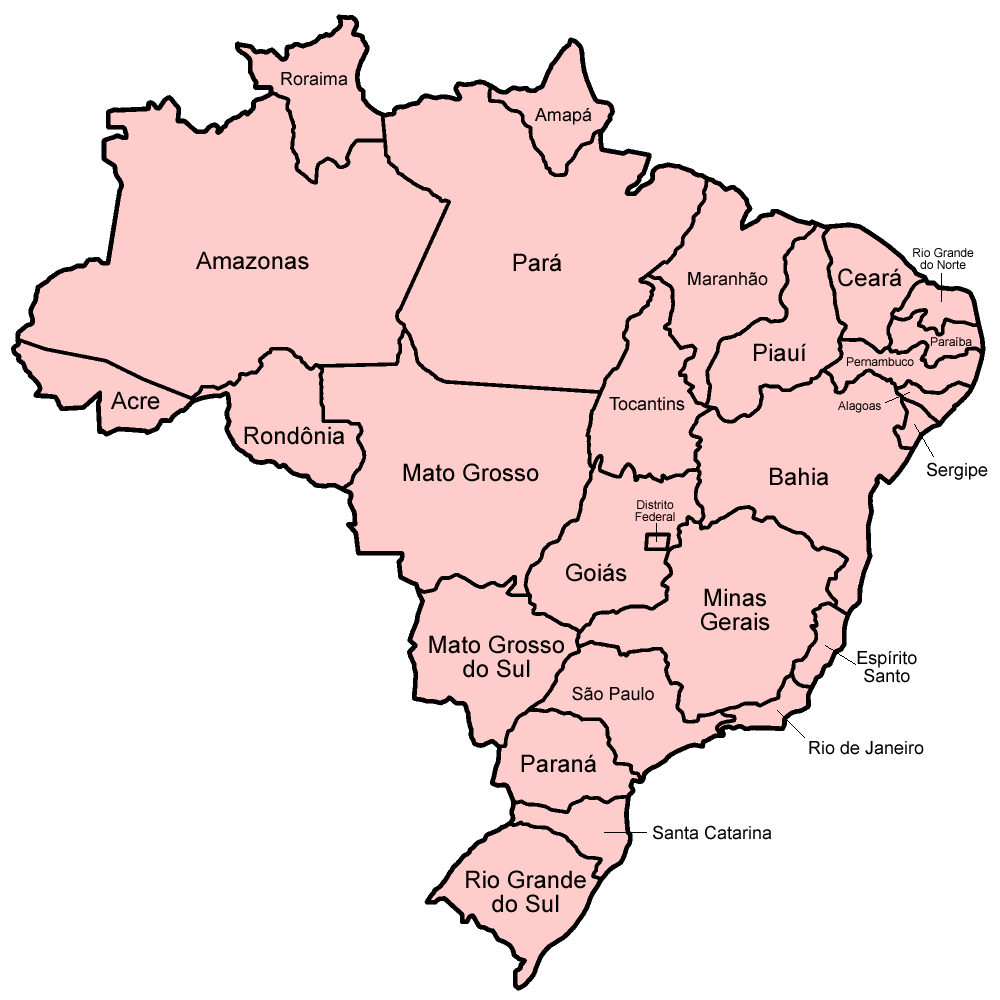 Roraima
Amapá
Amazonas
Pará
Maranhão
Ceará
Rio Grande
do Norte
Paraíba
Piauí
Pernambuco
Acre
Tocantins
Alagoas
Rondônia
Mato Grosso
Bahia
Sergipe
Distrito
Federal
Goiás
Minas
Gerais
Mato Grosso
do Sul
Espírito
Santo
São Paulo
Rio de Janeiro
Paraná
Santa Catarina
Rio Grande
do Sul